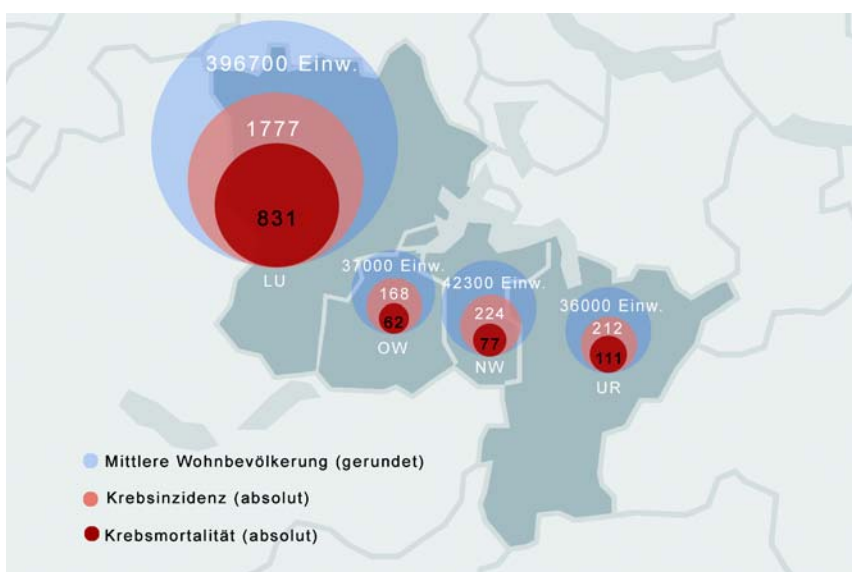 396700 Einw.
1777
831
LU
37000 Einw.
168
62
OW
42300 Einw.
224
77
NW
36000 Einw.
212
111
UR
Mittlere Wohnbevölkerung (gerundet)
Krebsinzidenz (absolut)
Krebsmortalität (absolut)